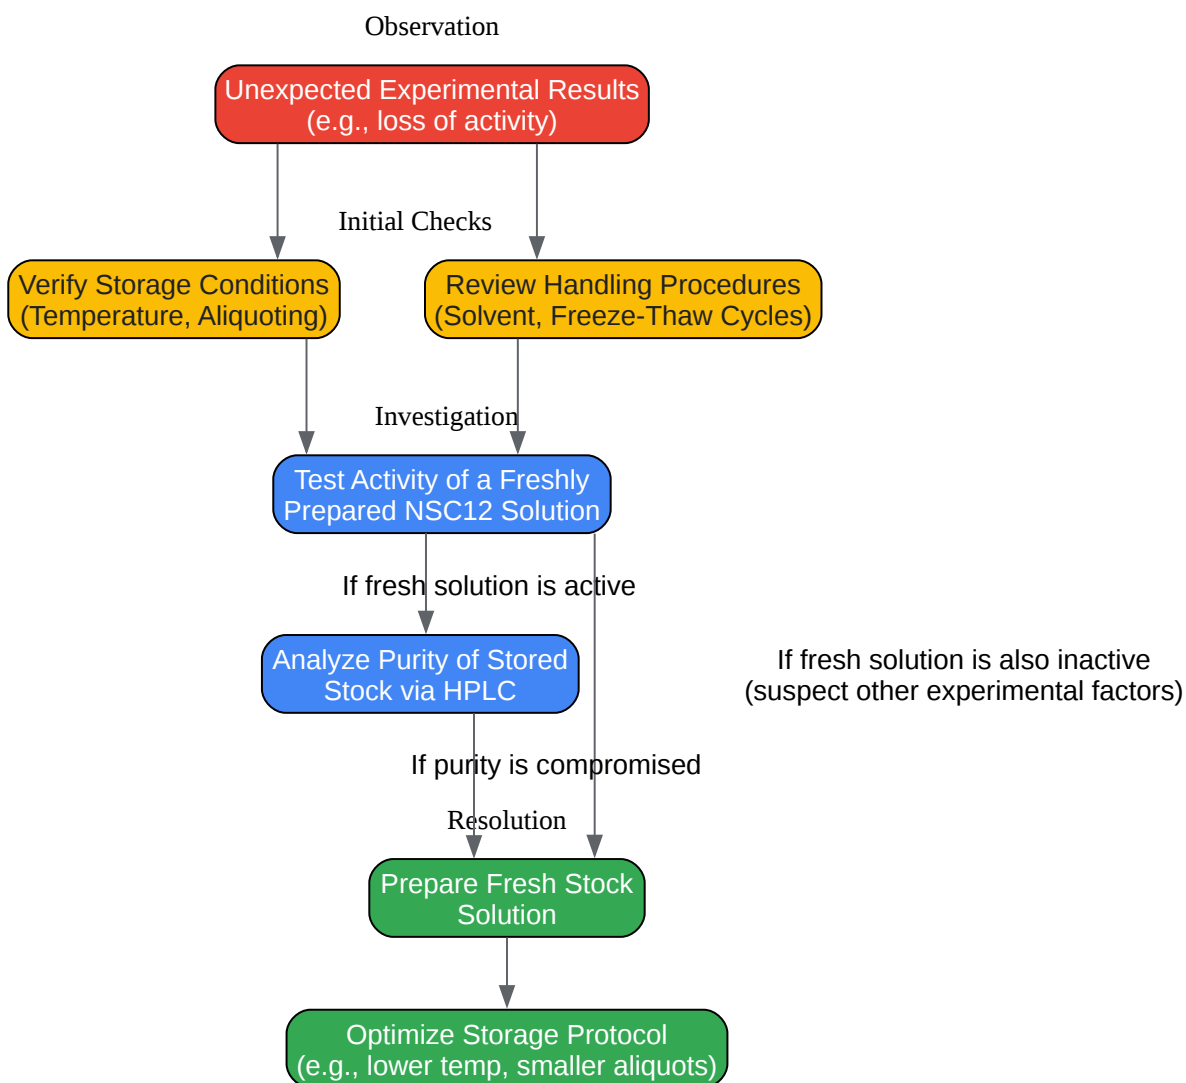 Observation
Unexpected Experimental Results
(e.g., loss of activity)
Initial Checks
Verify Storage Conditions
(Temperature, Aliquoting)
Review Handling Procedures
(Solvent, Freeze-Thaw Cycles)
Investigation
Test Activity of a Freshly
Prepared NSC12 Solution
If fresh solution is active
Analyze Purity of Stored
Stock via HPLC
If fresh solution is also inactive
(suspect other experimental factors)
If purity is compromised
Resolution
Prepare Fresh Stock
Solution
Optimize Storage Protocol
(e.g., lower temp, smaller aliquots)